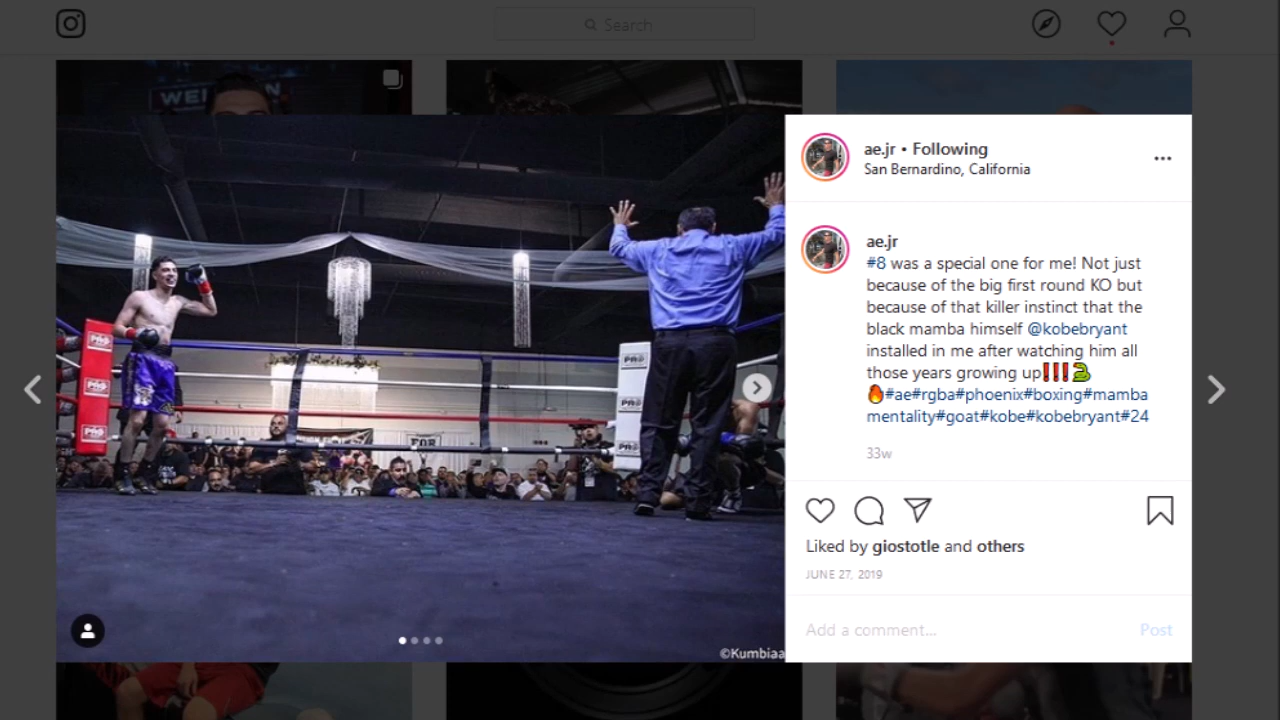 Search
WEI
ae.jr • Following
San Bernardino, California
ae.jr
#8 was a special one for me! Not just
because of the big first round KO but
because of that killer instinct that the
black mamba himself @kobebryant
installed in me after watching him all
those years growing up‼️❗🐍
🔥#ae#rgba#phoenix#boxing#mamba
mentality#goat#kobe#kobebryant#24
33w
Liked by giostotle and others
JUNE 27, 2019
Add a comment...
Post
PRO
PRO
PRO
PRO
PRO
PRO
FOR
©Kumbiaa